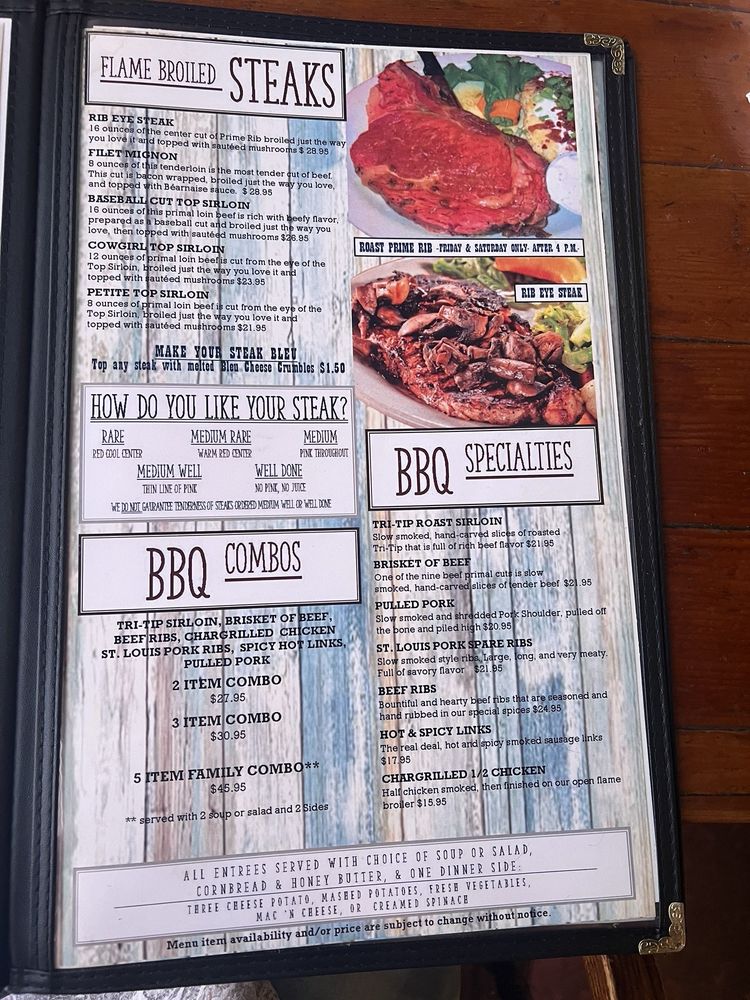 FLAME BROILED STEAKS
RIB EYE STEAK
16 ounces of the center cut of Prime Rib broiled just the way
you love it and topped with sautéed mushrooms $ 28.95
FILET MIGNON
8 ounces of this tenderloin is the most tender cut of beef.
This cut is bacon wrapped, broiled just the way you love,
and topped with Béarnaise sauce. $ 28.95
BASEBALL CUT TOP SIRLOIN
16 ounces of this primal loin beef is rich with beefy flavor,
prepared as a baseball cut and broiled just the way you
love, then topped with sautéed mushrooms $26.95
COWGIRL TOP SIRLOIN
12 ounces of primal loin beef is cut from the eye of the
Top Sirloin, broiled just the way you love it and
topped with sautéed mushrooms $23.95
PETITE TOP SIRLOIN
8 ounces of primal loin beef is cut from the eye of the
Top Sirloin, broiled just the way you love it and
topped with sautéed mushrooms $21.95
MAKE YOUR STEAK BLEU
Top any steak with melted Bleu Cheese Crumbles $1.50
HOW DO YOU LIKE YOUR STEAK?
RARE MEDIUM RARE MEDIUM
RED COOL CENTER WARM RED CENTER PINK THROUGHOUT
MEDIUM WELL WELL DONE
THIN LINE OF PINK NO PINK, NO JUICE
WE DO NOT GAURANTEE TENDERNESS OF STEAKS ORDERED MEDIUM WELL OR WELL DONE
BBQ COMBOS
TRI-TIP SIRLOIN, BRISKET OF BEEF,
BEEF RIBS, CHARGRILLED CHICKEN
ST. LOUIS PORK RIBS, SPICY HOT LINKS,
PULLED PORK
2 ITEM COMBO
$27.95
3 ITEM COMBO
$30.95
5 ITEM FAMILY COMBO**
$45.95
** served with 2 soup or salad and 2 Sides
ROAST PRIME RIB -FRIDAY & SATURDAY ONLY- AFTER 4 P.M.-
RIB EYE STEAK
BBQ SPECIALTIES
TRI-TIP ROAST SIRLOIN
Slow smoked, hand-carved slices of roasted
Tri-Tip that is full of rich beef flavor $21.95
BRISKET OF BEEF
One of the nine beef primal cuts is slow
smoked, hand-carved slices of tender beef $21.95
PULLED PORK
Slow smoked and shredded Pork Shoulder, pulled off
the bone and piled high $20.95
ST. LOUIS PORK SPARE RIBS
Slow smoked style ribs, Large, long, and very meaty.
Full of savory flavor $21.95
BEEF RIBS
Bountiful and hearty beef ribs that are seasoned and
hand rubbed in our special spices $24.95
HOT & SPICY LINKS
The real deal, hot and spicy smoked sausage links
$17.95
CHARGRILLED 1/2 CHICKEN
Half chicken smoked, then finished on our open flame
broiler $15.95
ALL ENTREES SERVED WITH CHOICE OF SOUP OR SALAD,
CORNBREAD & HONEY BUTTER, & ONE DINNER SIDE:
THREE CHEESE POTATO, MASHED POTATOES, FRESH VEGETABLES,
MAC 'N CHEESE, OR CREAMED SPINACH
Menu item availability and/or price are subject to change without notice.